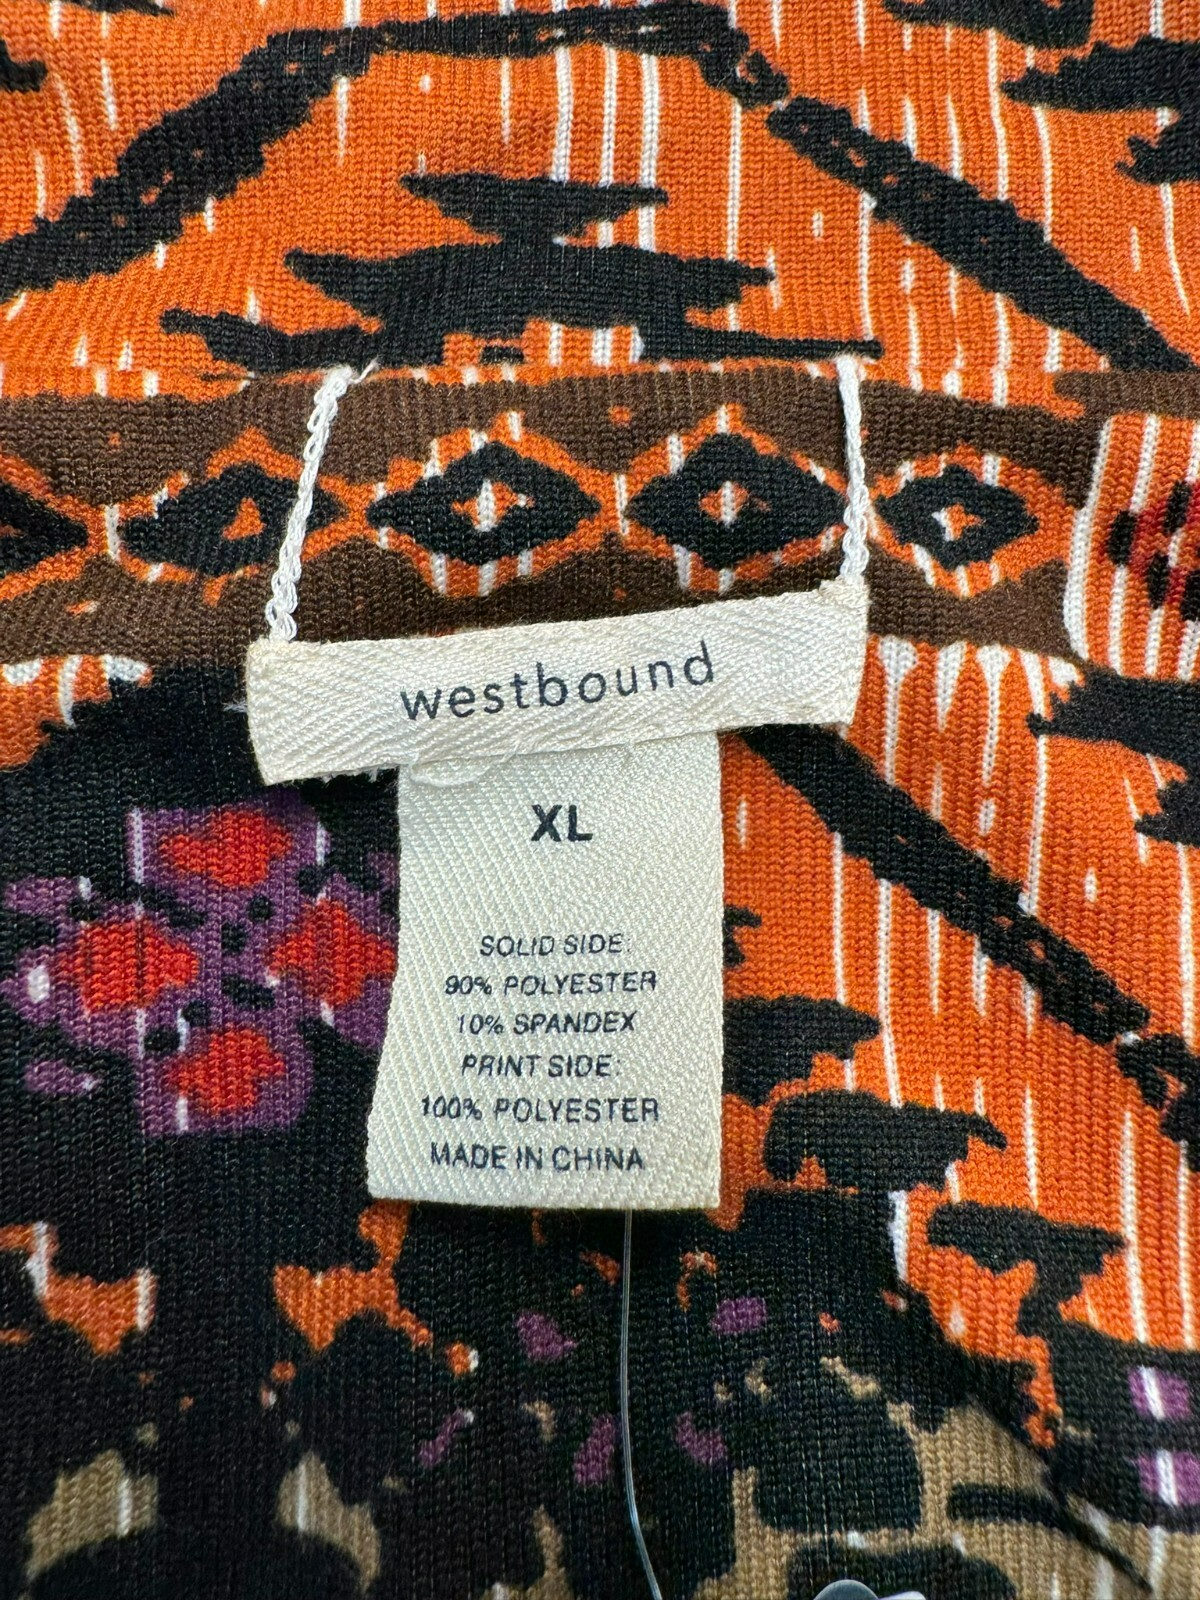 westbound
XL
SOLID SIDE:
90% POLYESTER
10% SPANDEX
PRINT SIDE:
100% POLYESTER
MADE IN CHINA